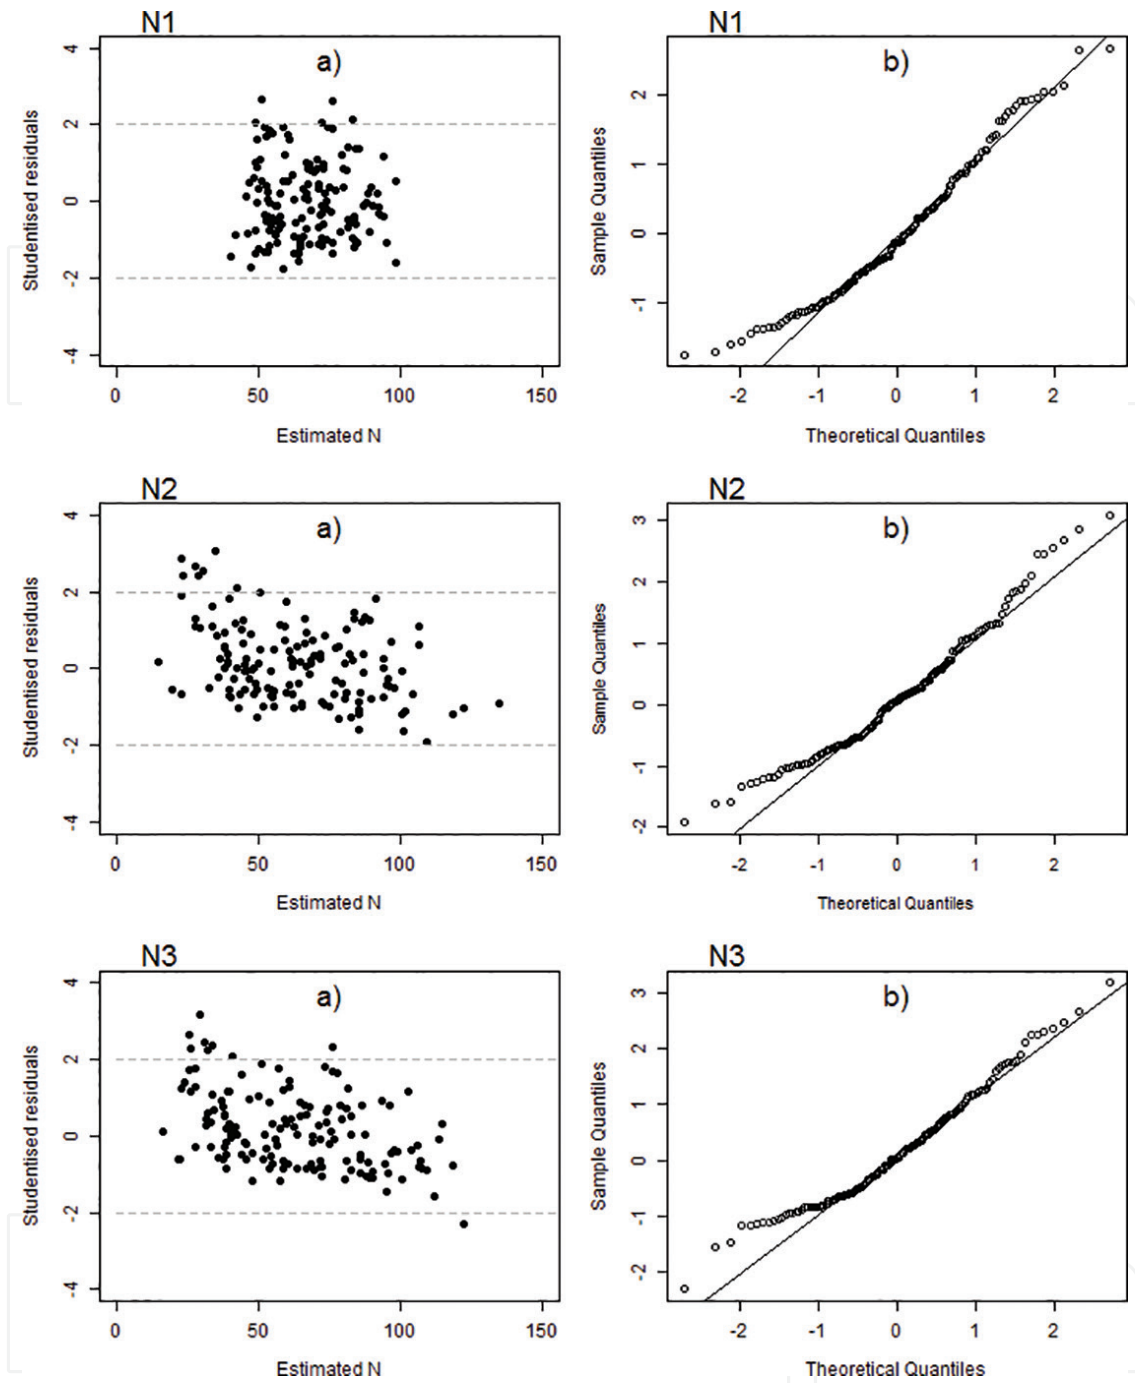 N1 N1
a) b)
4
2
0
-2
-4
Studentised residuals
0 50 100 150
Estimated N
2
1
0
-1
Sample Quantiles
-2 -1 0 1 2
Theoretical Quantiles
N2 N2
a) b)
4
2
0
-2
-4
Studentised residuals
0 50 100 150
Estimated N
3
2
1
0
-1
-2
Sample Quantiles
-2 -1 0 1 2
Theoretical Quantiles
N3 N3
a) b)
4
2
0
-2
-4
Studentised residuals
0 50 100 150
Estimated N
3
2
1
0
-1
-2
Sample Quantiles
-2 -1 0 1 2
Theoretical Quantiles